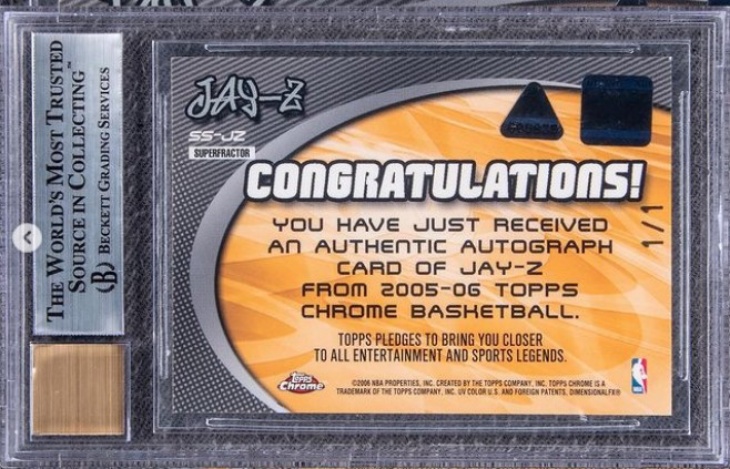 The World's Most Trusted
Source in Collecting™
Beckett Grading Services
JAY-Z
SS-JZ
SUPERFRACTOR
CONGRATULATIONS!
YOU HAVE JUST RECEIVED
AN AUTHENTIC AUTOGRAPH
CARD OF JAY-Z
FROM 2005-06 TOPPS
CHROME BASKETBALL.
1/1
TOPPS PLEDGES TO BRING YOU CLOSER
TO ALL ENTERTAINMENT AND SPORTS LEGENDS.
Topps
Chrome
©2006 NBA PROPERTIES, INC. CREATED BY THE TOPPS COMPANY, INC. TOPPS CHROME IS A
TRADEMARK OF THE TOPPS COMPANY, INC. UV COLOR U.S. AND FOREIGN PATENTS, DIMENSIONALFX®